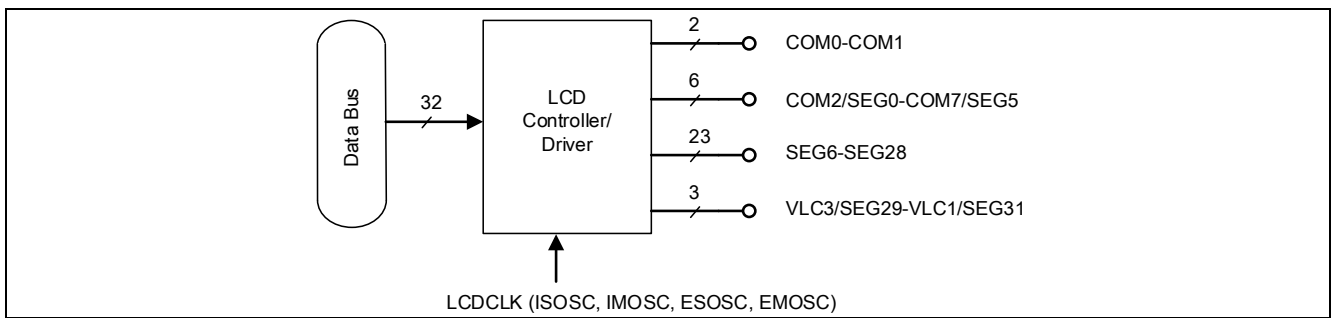 Data Bus
32
LCD
Controller/
Driver
2
COM0-COM1
6
COM2/SEG0-COM7/SEG5
23
SEG6-SEG28
3
VLC3/SEG29-VLC1/SEG31
LCDCLK (ISOSC, IMOSC, ESOSC, EMOSC)